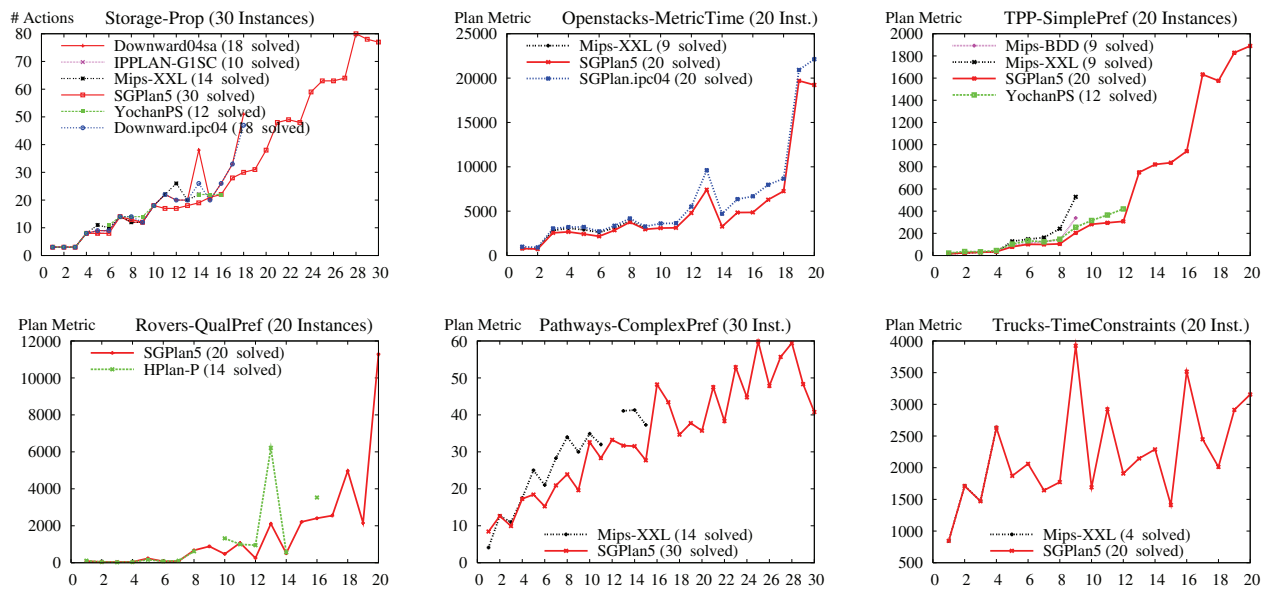 # Actions Storage-Prop (30 Instances)
Downward04sa (18 solved)
IPPLAN-G1SC (10 solved)
Mips-XXL (14 solved)
SGPlan5 (30 solved)
YochanPS (12 solved)
Downward.ipc04 (18 solved)
80
70
60
50
40
30
20
10
0
0 2 4 6 8 10 12 14 16 18 20 22 24 26 28 30
Plan Metric Openstacks-MetricTime (20 Inst.)
Mips-XXL (9 solved)
SGPlan5 (20 solved)
SGPlan.ipc04 (20 solved)
25000
20000
15000
10000
5000
0
0 2 4 6 8 10 12 14 16 18 20
Plan Metric TPP-SimplePref (20 Instances)
Mips-BDD (9 solved)
Mips-XXL (9 solved)
SGPlan5 (20 solved)
YochanPS (12 solved)
2000
1800
1600
1400
1200
1000
800
600
400
200
0
0 2 4 6 8 10 12 14 16 18 20
Plan Metric Rovers-QualPref (20 Instances)
SGPlan5 (20 solved)
HPlan-P (14 solved)
12000
10000
8000
6000
4000
2000
0
0 2 4 6 8 10 12 14 16 18 20
Plan Metric Pathways-ComplexPref (30 Inst.)
60
50
40
30
20
10
0
Mips-XXL (14 solved)
SGPlan5 (30 solved)
0 2 4 6 8 10 12 14 16 18 20 22 24 26 28 30
Plan Metric Trucks-TimeConstraints (20 Inst.)
4000
3500
3000
2500
2000
1500
1000
500
Mips-XXL (4 solved)
SGPlan5 (20 solved)
0 2 4 6 8 10 12 14 16 18 20